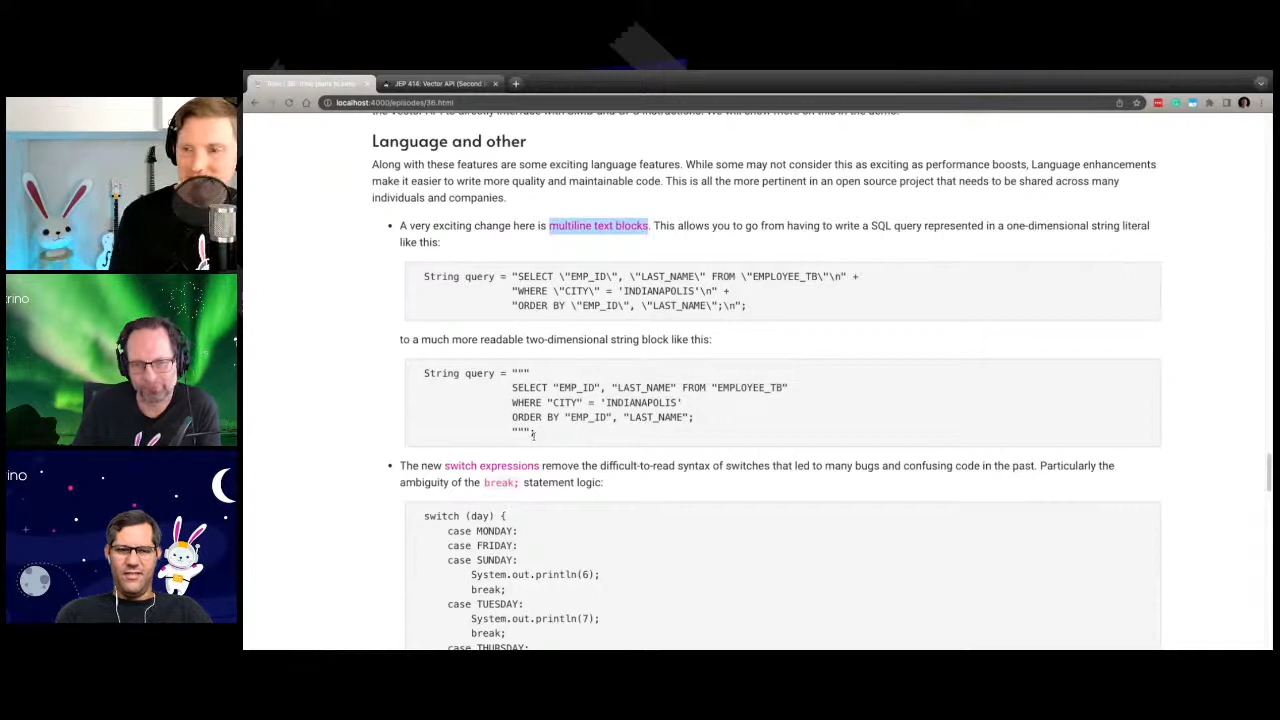 JEP 414: Vector API (Second I
localhost:4000/episodes/36.html
Language and other
Along with these features are some exciting language features. While some may not consider this as exciting as performance boosts, Language enhancements
make it easier to write more quality and maintainable code. This is all the more pertinent in an open source project that needs to be shared across many
individuals and companies.
• A very exciting change here is multiline text blocks. This allows you to go from having to write a SQL query represented in a one-dimensional string literal
like this:
String query = "SELECT \"EMP_ID\", \"LAST_NAME\" FROM \"EMPLOYEE_TB\"\n" +
"WHERE \"CITY\" = 'INDIANAPOLIS'\n" +
"ORDER BY \"EMP_ID\", \"LAST_NAME\";\n";
to a much more readable two-dimensional string block like this:
String query = """
SELECT "EMP_ID", "LAST_NAME" FROM "EMPLOYEE_TB"
WHERE "CITY" = 'INDIANAPOLIS'
ORDER BY "EMP_ID", "LAST_NAME";
""";
• The new switch expressions remove the difficult-to-read syntax of switches that led to many bugs and confusing code in the past. Particularly the
ambiguity of the break; statement logic:
switch (day) {
case MONDAY:
case FRIDAY:
case SUNDAY:
System.out.println(6);
break;
case TUESDAY:
System.out.println(7);
break;
case THURSDAY:
trino
ino